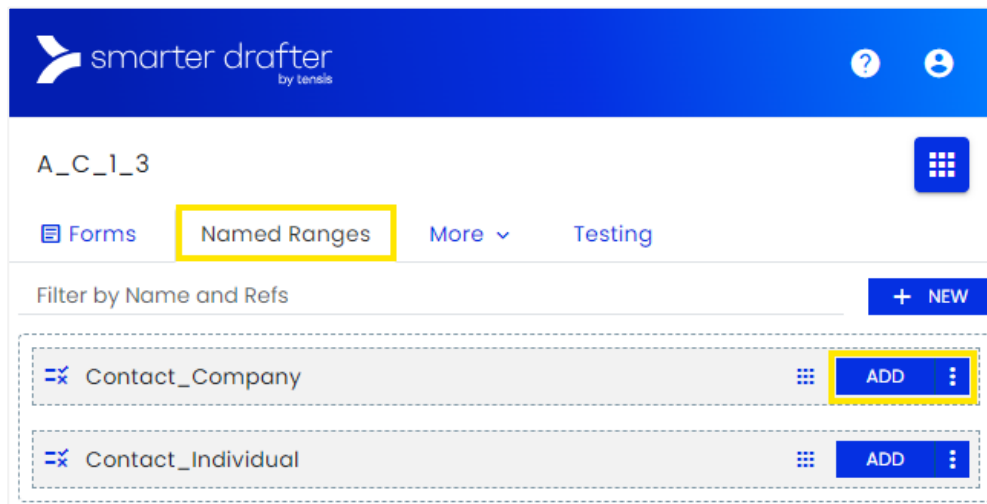 smarter drafter
by tensis
A_C_1_3
Forms Named Ranges More Testing
Filter by Name and Refs
+ NEW
Contact_Company ADD
Contact_Individual ADD